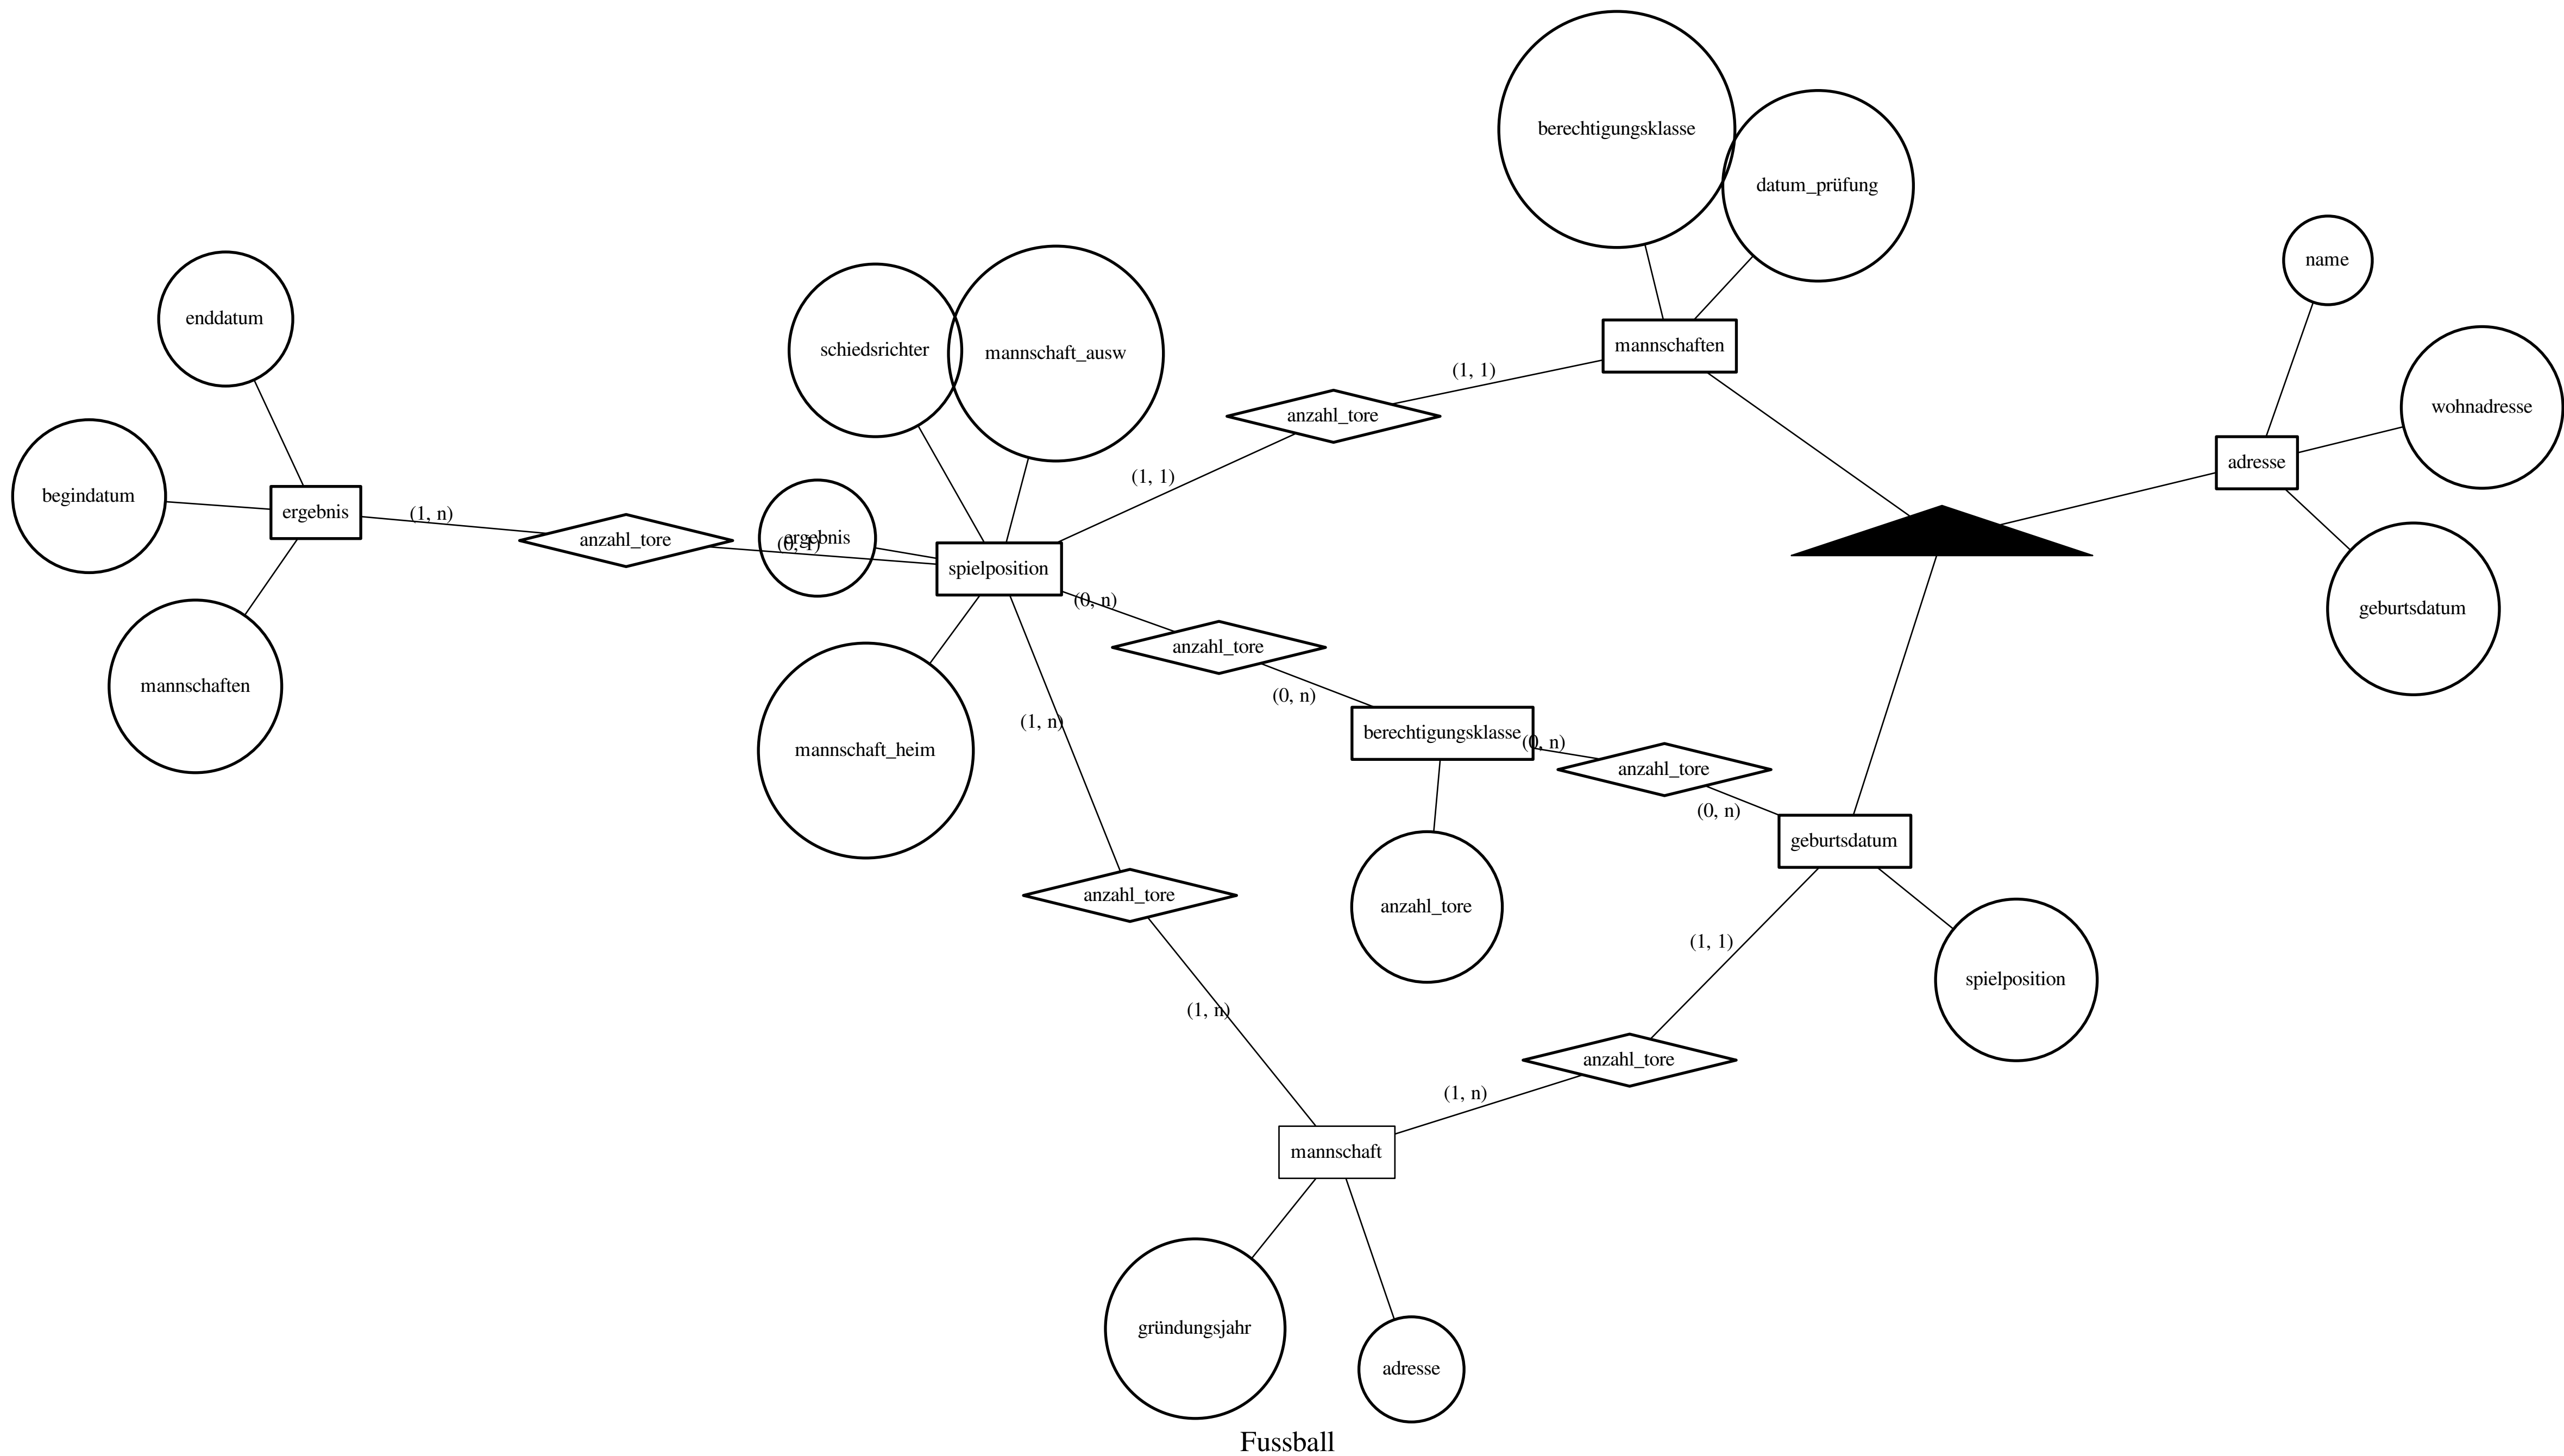 berechtigungsklasse
datum_prüfung
name
enddatum
schiedsrichter
mannschaft_ausw
mannschaften
(1, 1)
anzahl_tore
wohnadresse
adresse
(1, 1)
begindatum
ergebnis
(1, n)
anzahl_tore
(0, 1)
ergebnis
spielposition
(0, n)
geburtsdatum
anzahl_tore
mannschaften
(0, n)
(1, n)
mannschaft_heim
berechtigungsklasse
(0, n)
anzahl_tore
(0, n)
geburtsdatum
anzahl_tore
anzahl_tore
(1, 1)
spielposition
(1, n)
anzahl_tore
(1, n)
mannschaft
gründungsjahr
adresse
Fussball